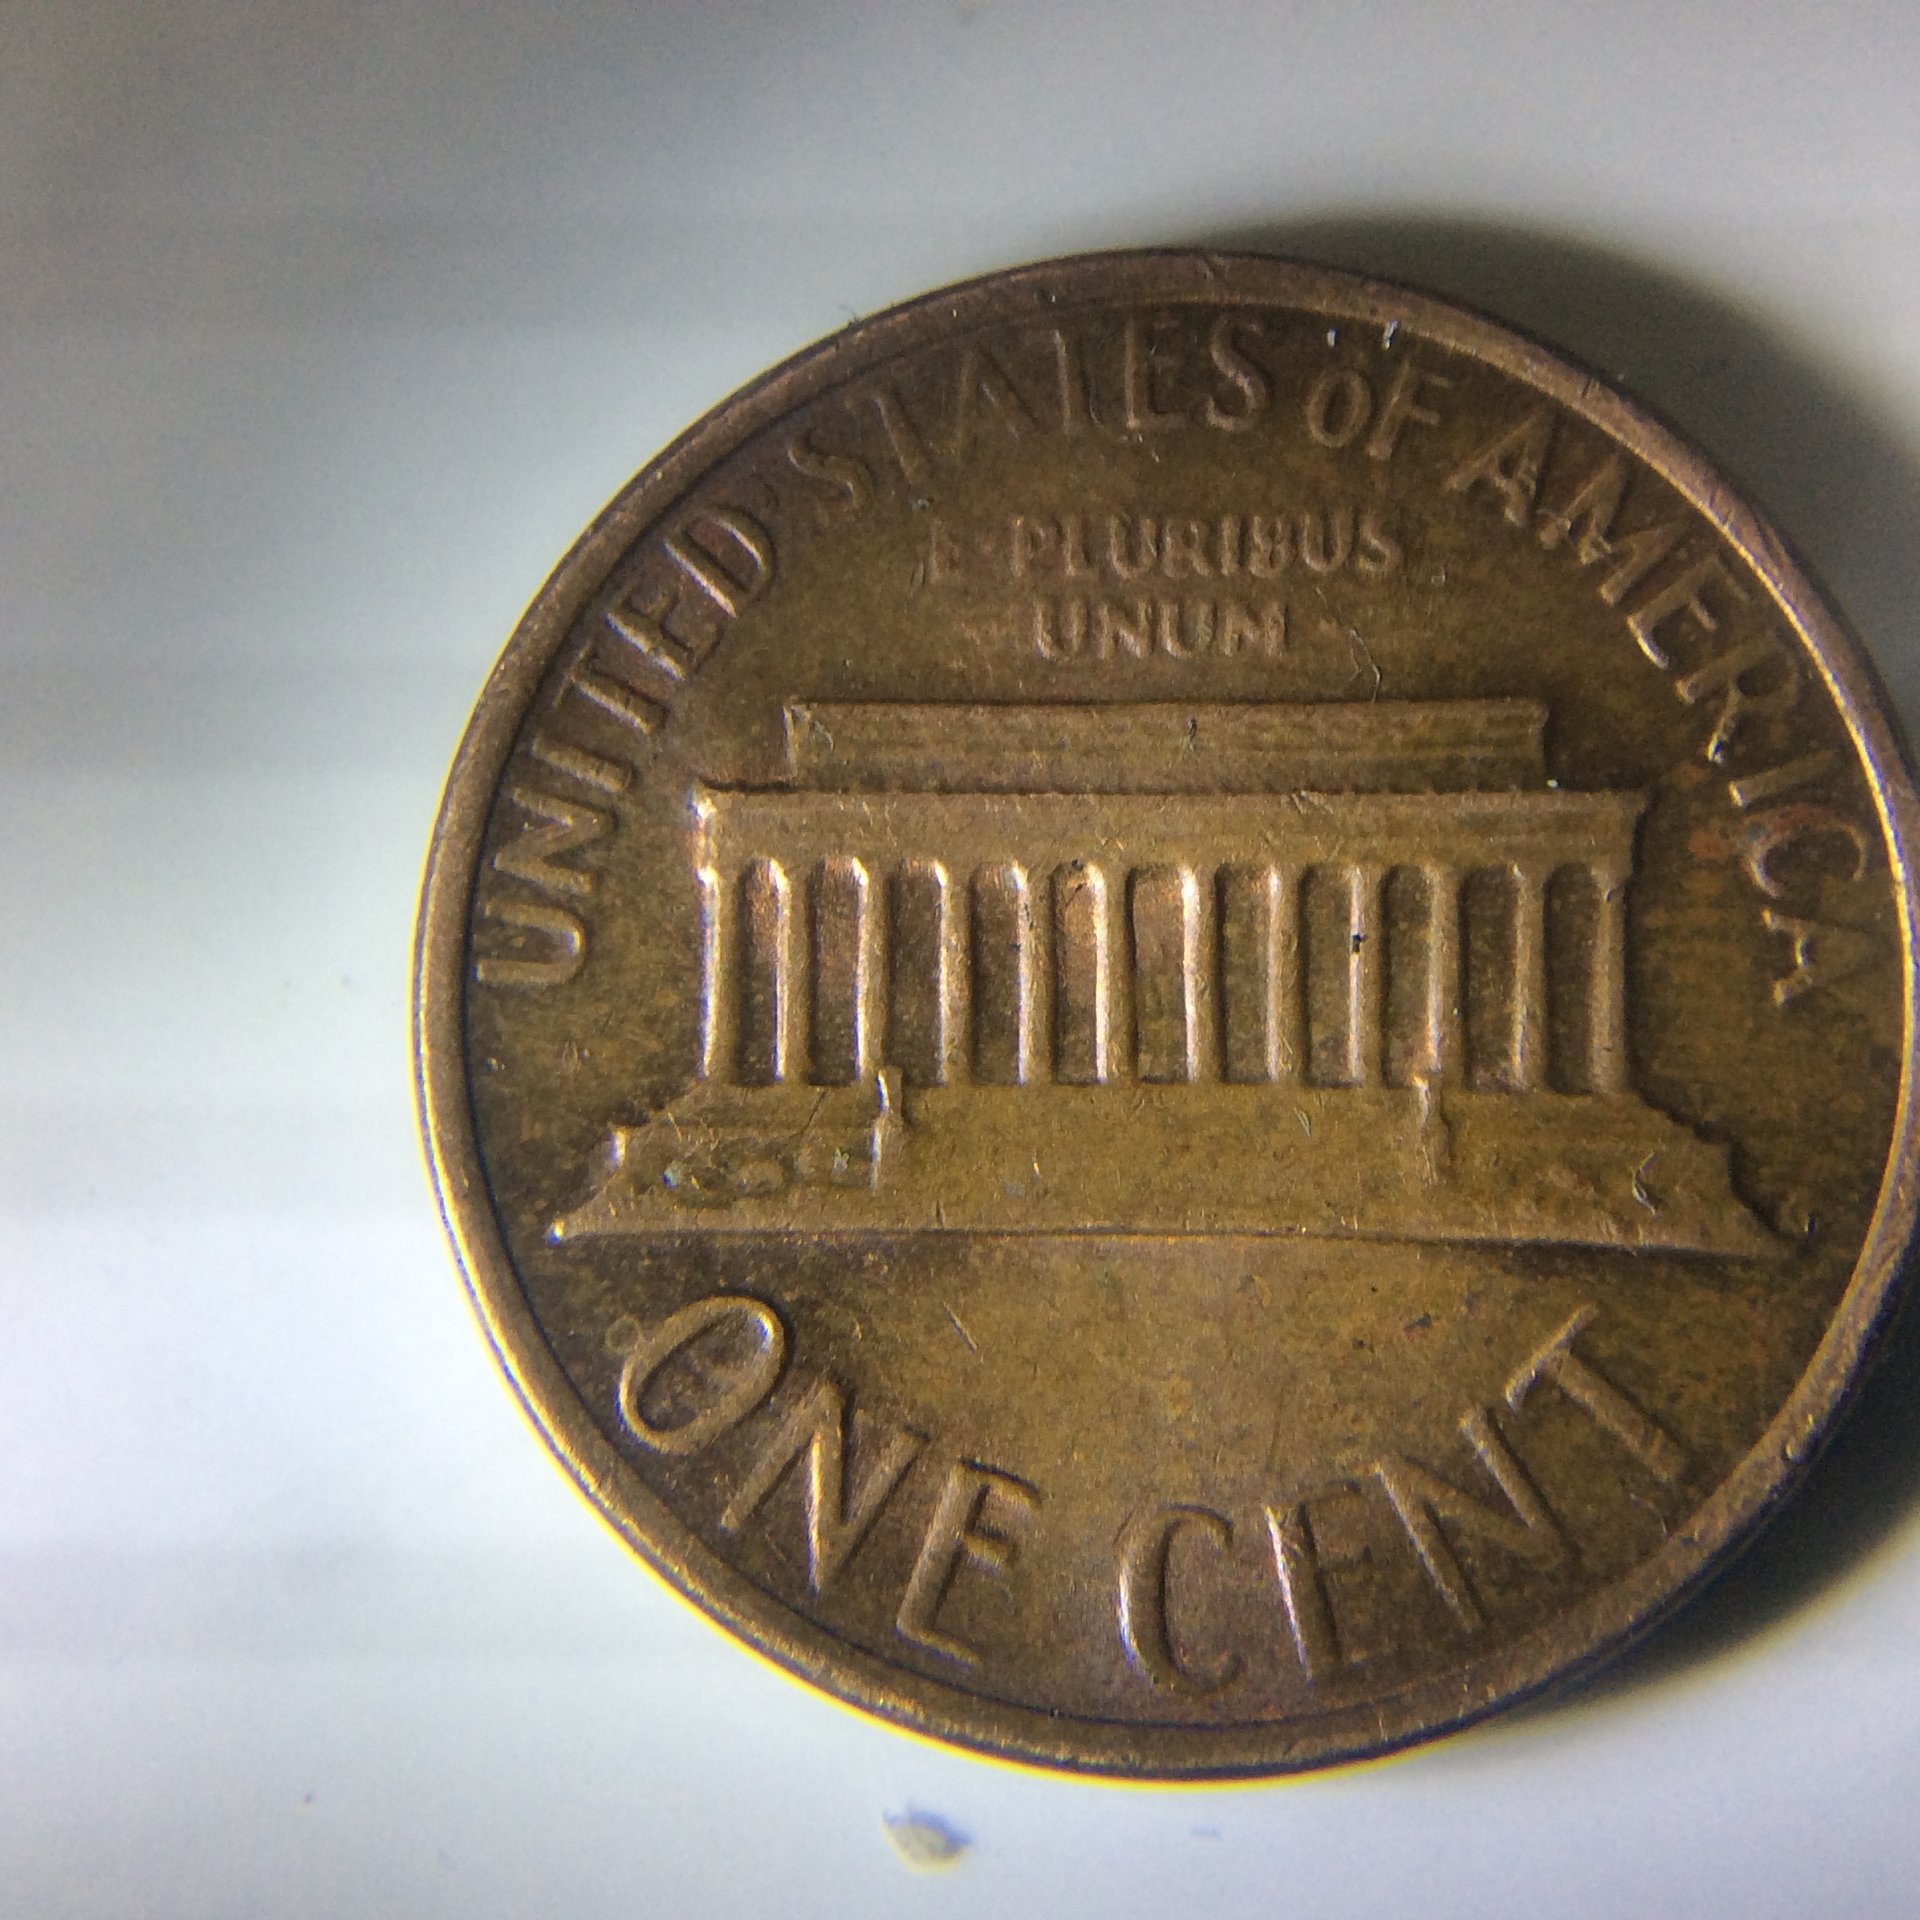 UNITED STATES OF AMERICA
E PLURIBUS
UNUM
ONE CENT